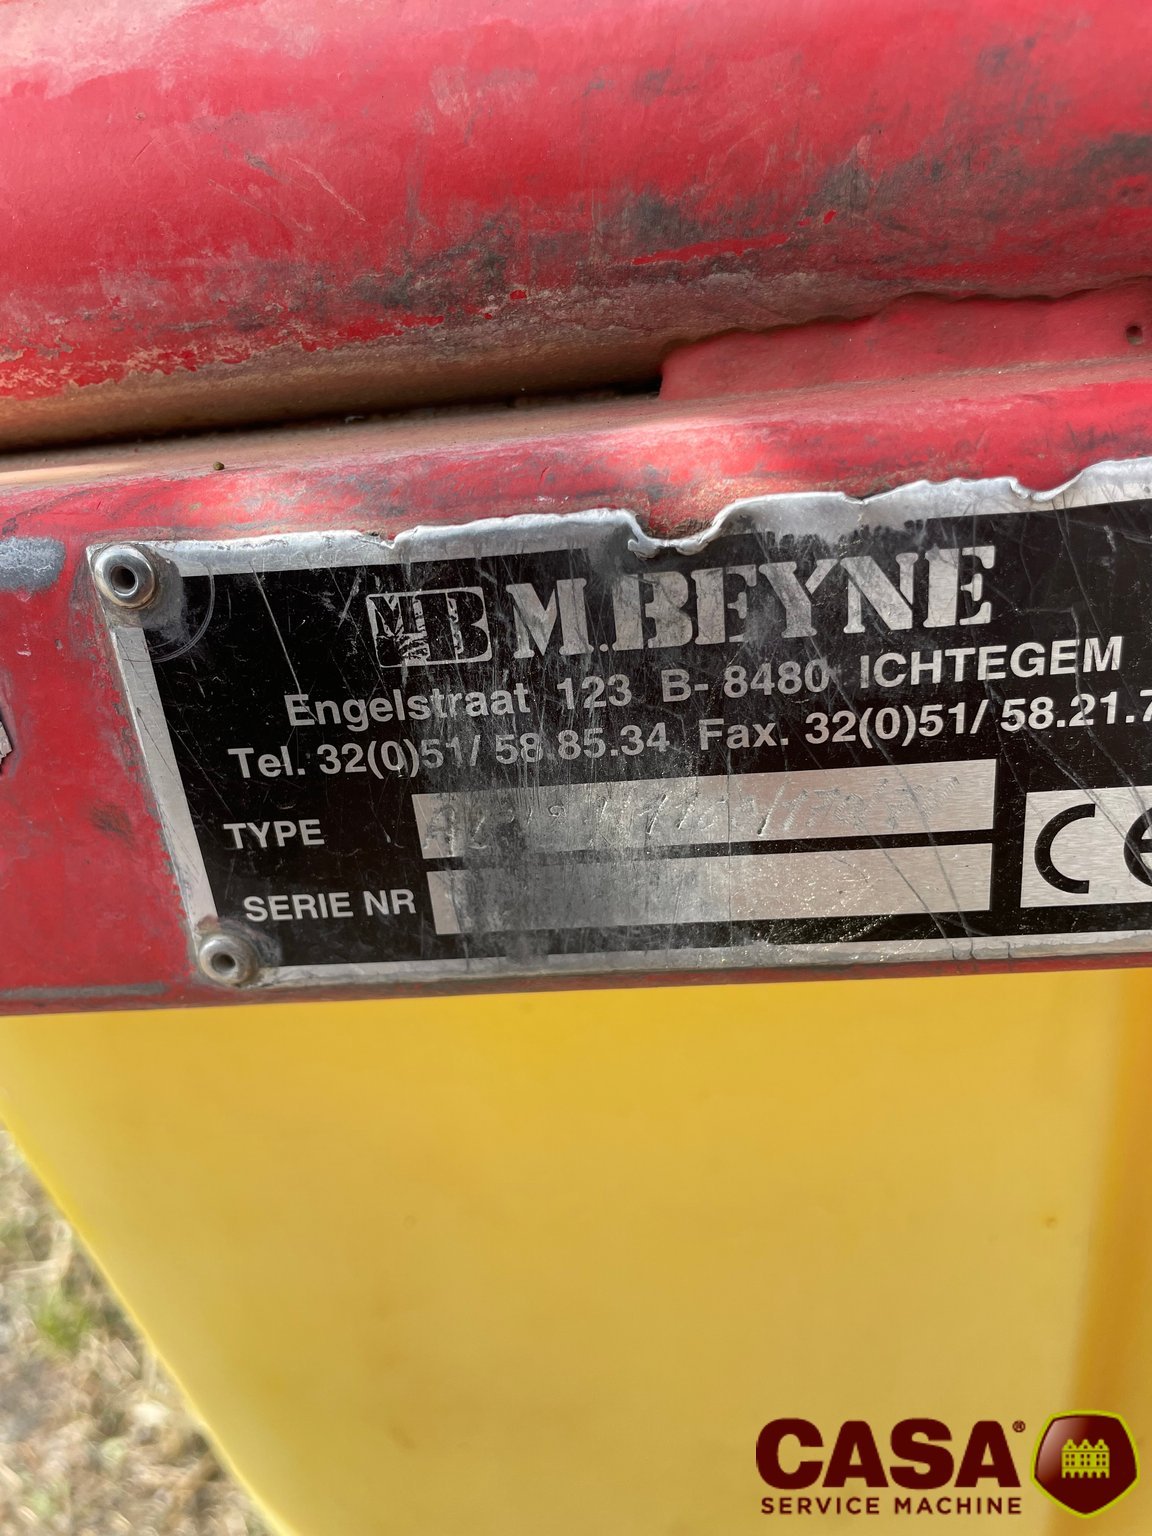 MB M.BEYNE
Engelstraat 123 B-8480 ICHTEGEM
Tel. 32(0)51/ 58.85.34 Fax. 32(0)51/ 58.21.7
TYPE
SERIE NR
CE
CASA®
SERVICE MACHINE